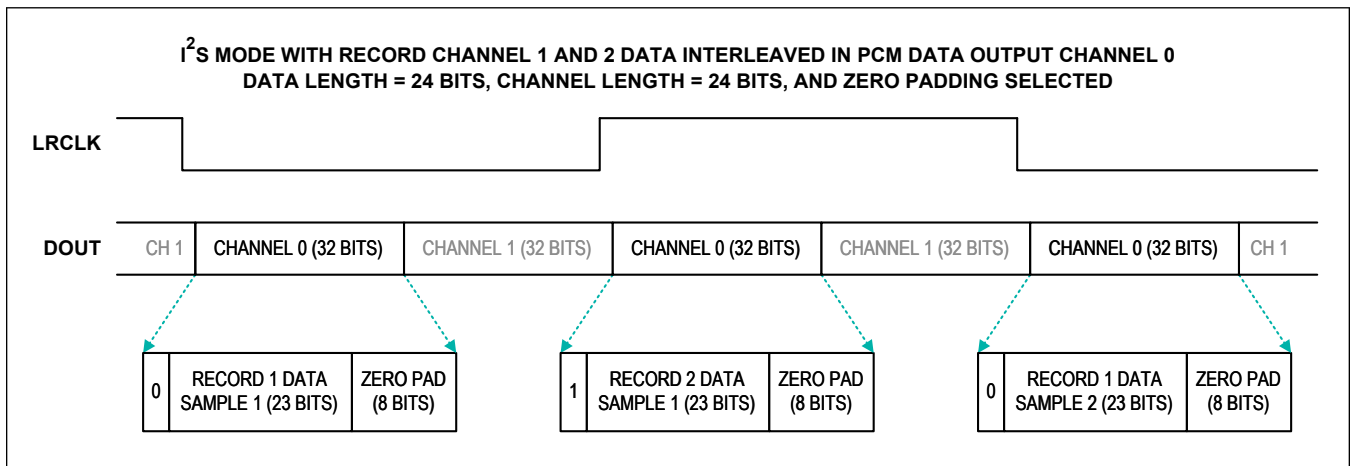 I²S MODE WITH RECORD CHANNEL 1 AND 2 DATA INTERLEAVED IN PCM DATA OUTPUT CHANNEL 0
DATA LENGTH = 24 BITS, CHANNEL LENGTH = 24 BITS, AND ZERO PADDING SELECTED
LRCLK
DOUT
CH 1
CHANNEL 0 (32 BITS)
CHANNEL 1 (32 BITS)
CHANNEL 0 (32 BITS)
CHANNEL 1 (32 BITS)
CHANNEL 0 (32 BITS)
CH 1
0
RECORD 1 DATA
SAMPLE 1 (23 BITS)
ZERO PAD
(8 BITS)
1
RECORD 2 DATA
SAMPLE 1 (23 BITS)
ZERO PAD
(8 BITS)
0
RECORD 1 DATA
SAMPLE 2 (23 BITS)
ZERO PAD
(8 BITS)